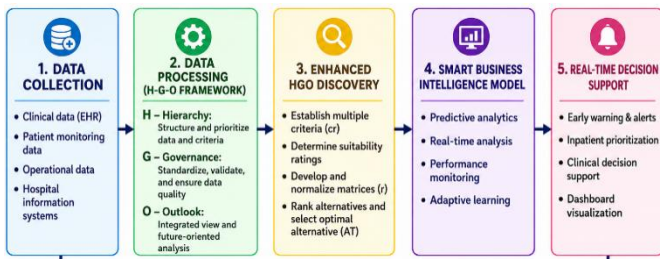 1. DATA
COLLECTION
• Clinical data (EHR)
• Patient monitoring
data
• Operational data
• Hospital
information
systems
2. DATA
PROCESSING
(H-G-O FRAMEWORK)
H – Hierarchy:
Structure and prioritize
data and criteria
G – Governance:
Standardize, validate,
and ensure data
quality
O – Outlook:
Integrated view and
future-oriented
analysis
3. ENHANCED
HGO DISCOVERY
• Establish multiple
criteria (cr)
• Determine suitability
ratings
• Develop and
normalize matrices (r)
• Rank alternatives and
select optimal
alternative (AT)
4. SMART BUSINESS
INTELLIGENCE MODEL
• Predictive analytics
• Real-time analysis
• Performance
monitoring
• Adaptive learning
5. REAL-TIME DECISION
SUPPORT
• Early warning & alerts
• Inpatient prioritization
• Clinical decision
support
• Dashboard
visualization